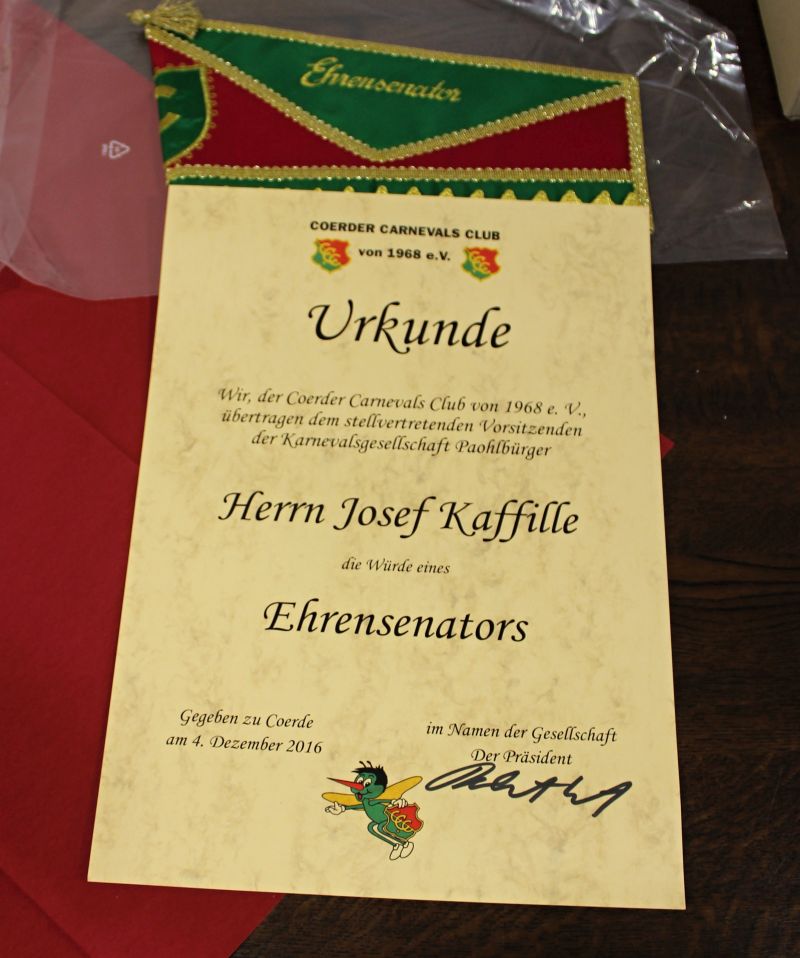 Ehrensenator
COERDER CARNEVALS CLUB
von 1968 e.V.
Urkunde
Wir, der Coerder Carnevals Club von 1968 e. V.,
übertragen dem stellvertretenden Vorsitzenden
der Karnevalsgesellschaft Paohlbürger
Herrn Josef Kaffille
die Würde eines
Ehrensenators
Gegeben zu Coerde
am 4. Dezember 2016
im Namen der Gesellschaft
Der Präsident